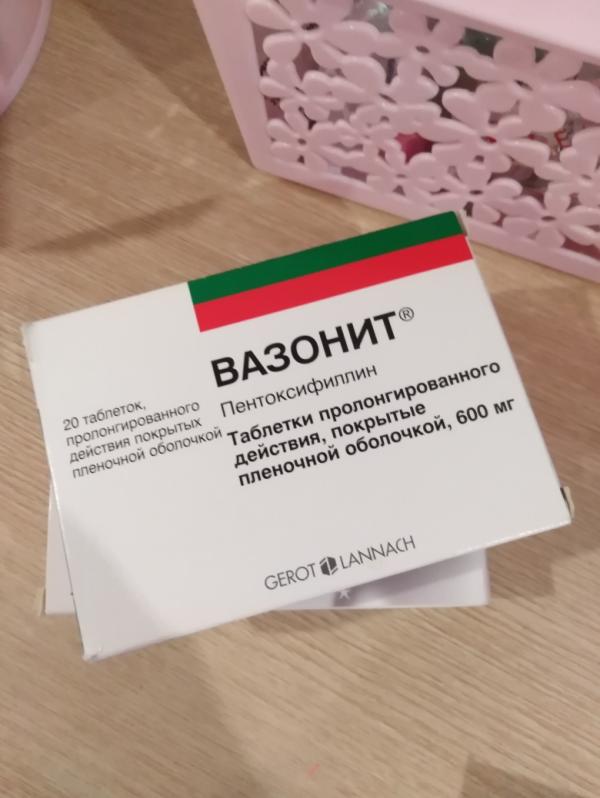 ВАЗОНИТ®
Пентоксифиллин
Таблетки пролонгированного
действия, покрытые
пленочной оболочкой, 600 мг
20 таблеток,
пролонгированного
действия покрытых
пленочной оболочкой
GEROT LANNACH